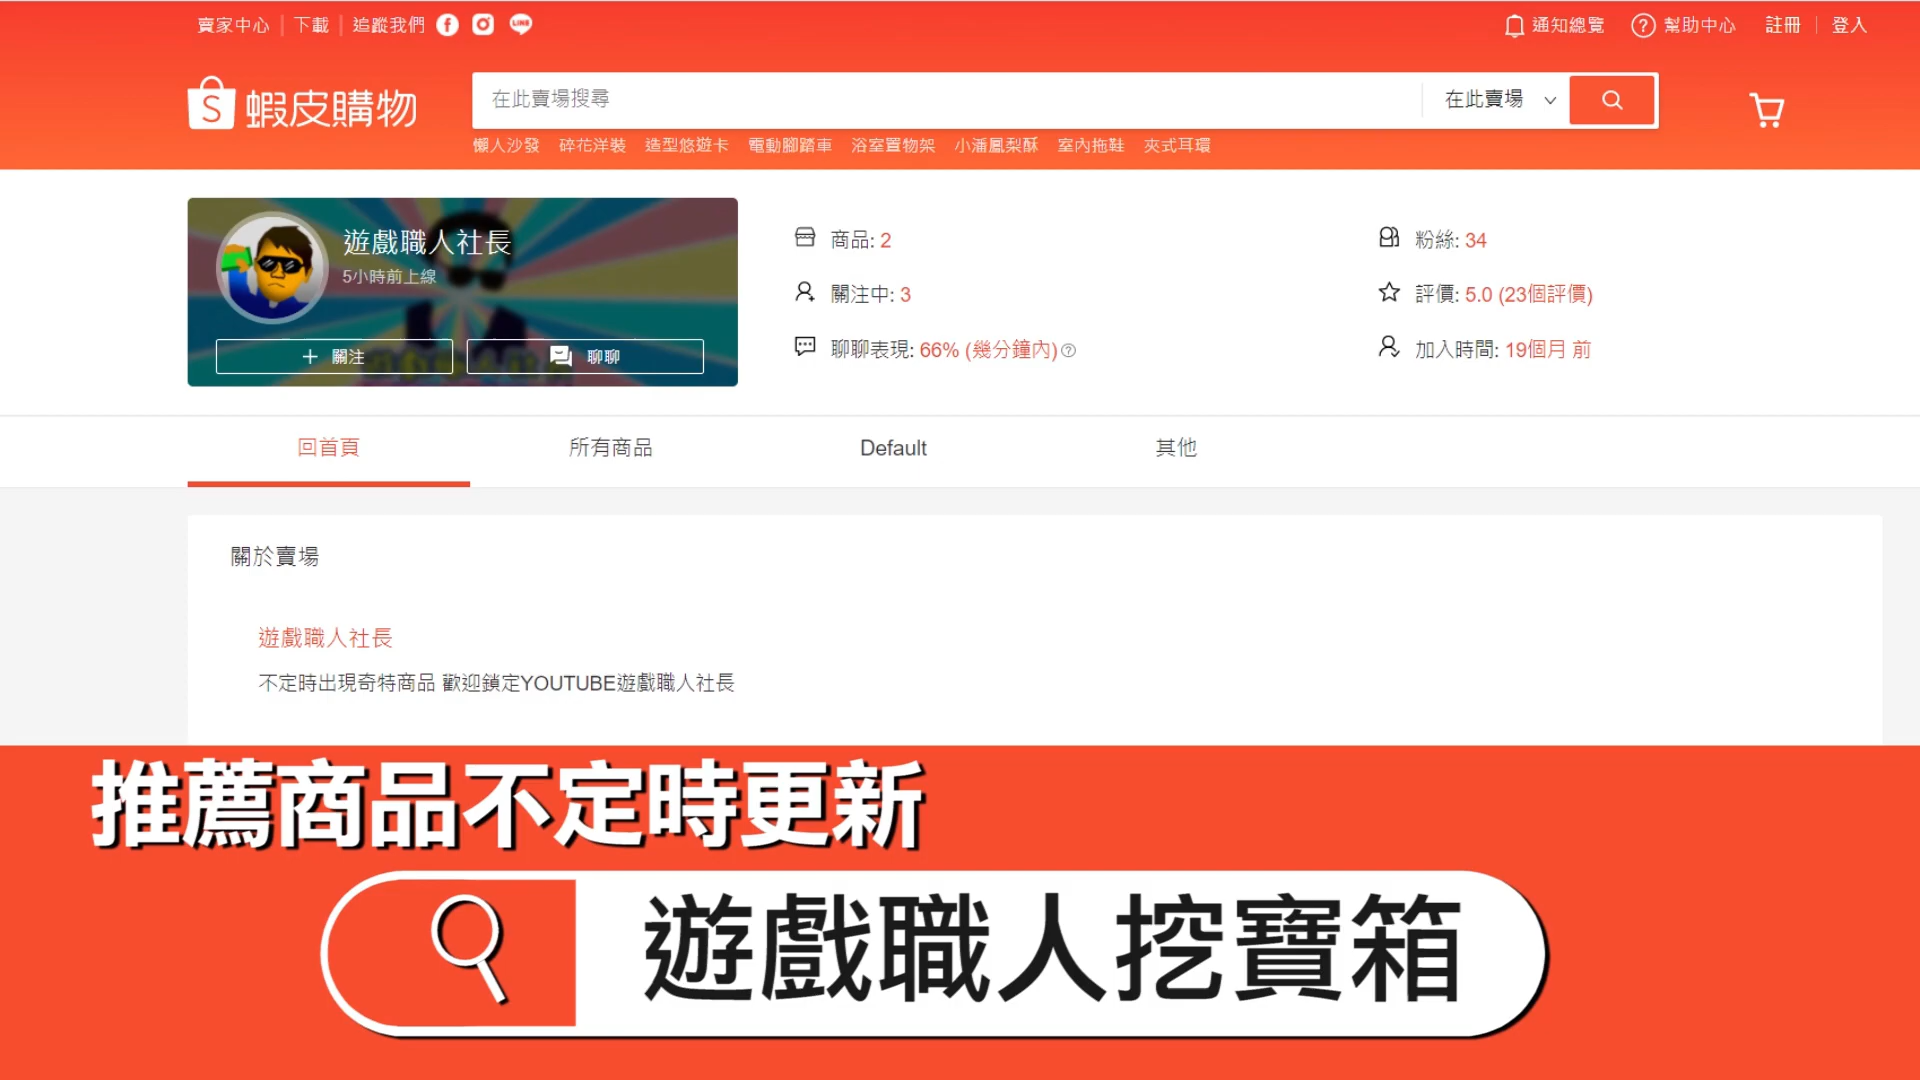 賣家中心 下載 追蹤我們 LINE 通知總覽 幫助中心 註冊 登入
S 蝦皮購物 在此賣場搜尋 在此賣場
懶人沙發 碎花洋裝 造型悠遊卡 電動腳踏車 浴室置物架 小潘鳳梨酥 室內拖鞋 夾式耳環
遊戲職人社長
5小時前上線
關注 聊聊
商品: 2
關注中: 3
聊聊表現: 66% (幾分鐘內)
粉絲: 34
評價: 5.0 (23個評價)
加入時間: 19個月 前
回首頁 所有商品 Default 其他
關於賣場
遊戲職人社長
不定時出現奇特商品 歡迎鎖定YOUTUBE遊戲職人社長
推薦商品不定時更新
遊戲職人挖寶箱